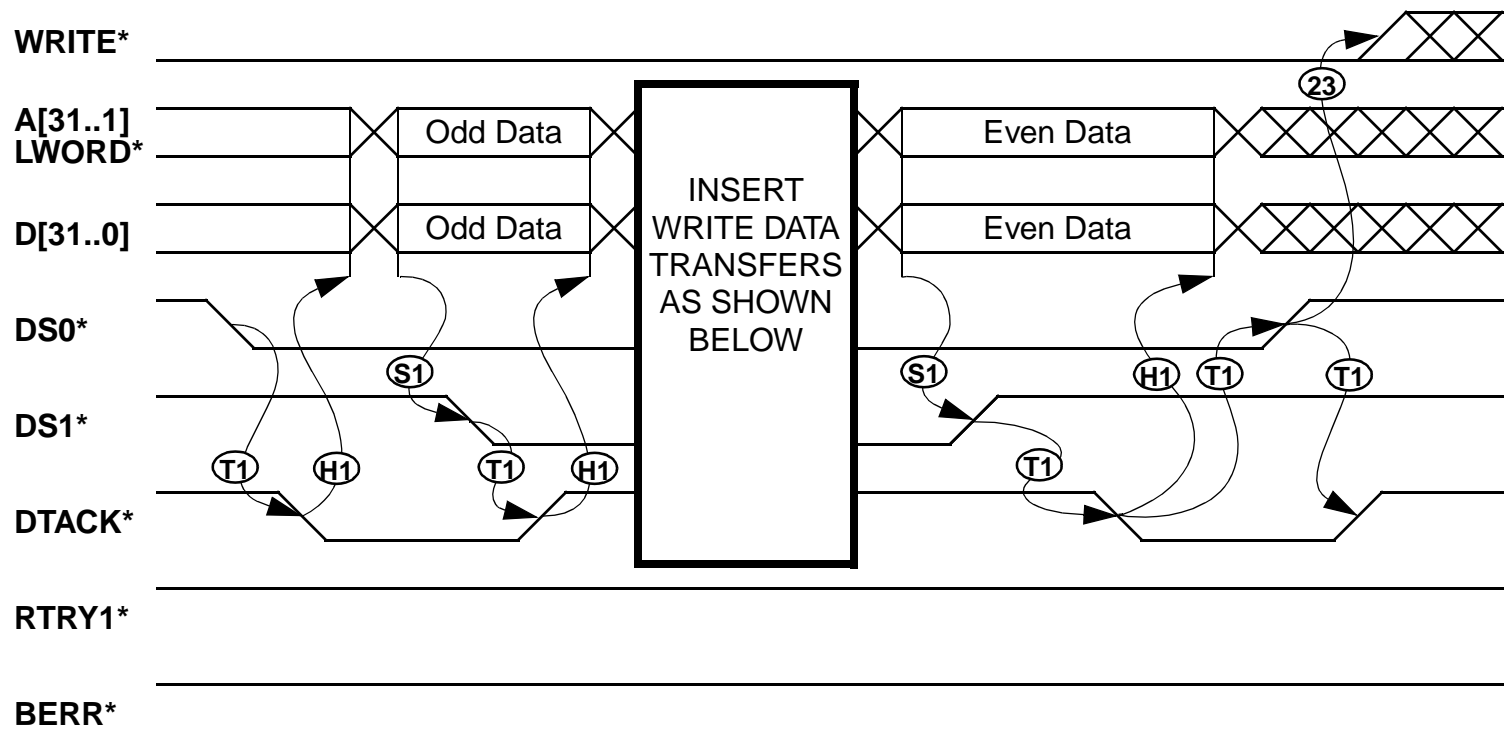 WRITE*
23
A[31..1]
LWORD*
Odd Data
Even Data
INSERT
WRITE DATA
TRANSFERS
AS SHOWN
BELOW
D[31..0]
Odd Data
Even Data
DS0*
S1
S1
H1
T1
T1
DS1*
T1
H1
T1
H1
T1
DTACK*
RTRY1*
BERR*